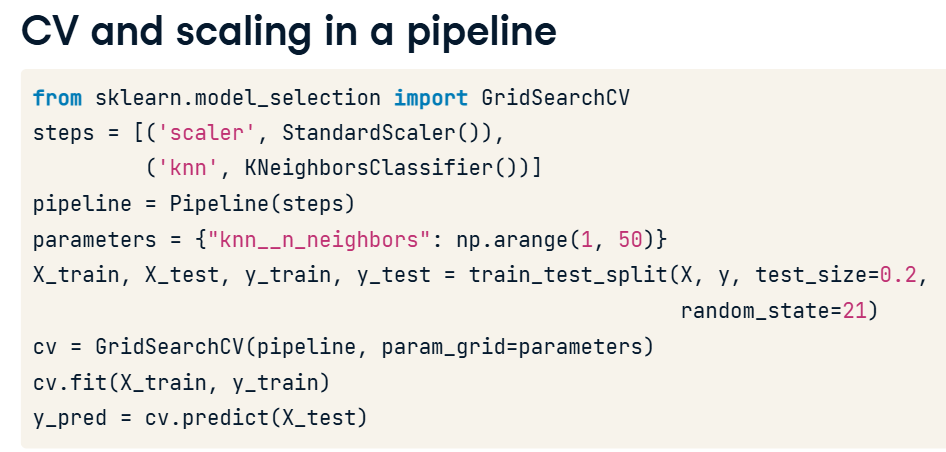 CV and scaling in a pipeline
from sklearn.model_selection import GridSearchCV
steps = [('scaler', StandardScaler()),
         ('knn', KNeighborsClassifier())]
pipeline = Pipeline(steps)
parameters = {"knn__n_neighbors": np.arange(1, 50)}
X_train, X_test, y_train, y_test = train_test_split(X, y, test_size=0.2,
                                                    random_state=21)
cv = GridSearchCV(pipeline, param_grid=parameters)
cv.fit(X_train, y_train)
y_pred = cv.predict(X_test)